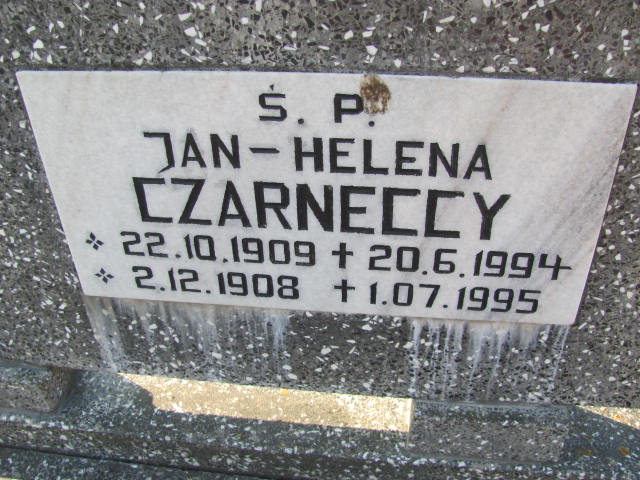 Ś. P.
JAN-HELENA
CZARNECCY
* 22.10.1909 ✝ 20.6.1994
* 2.12.1908 ✝ 1.07.1995